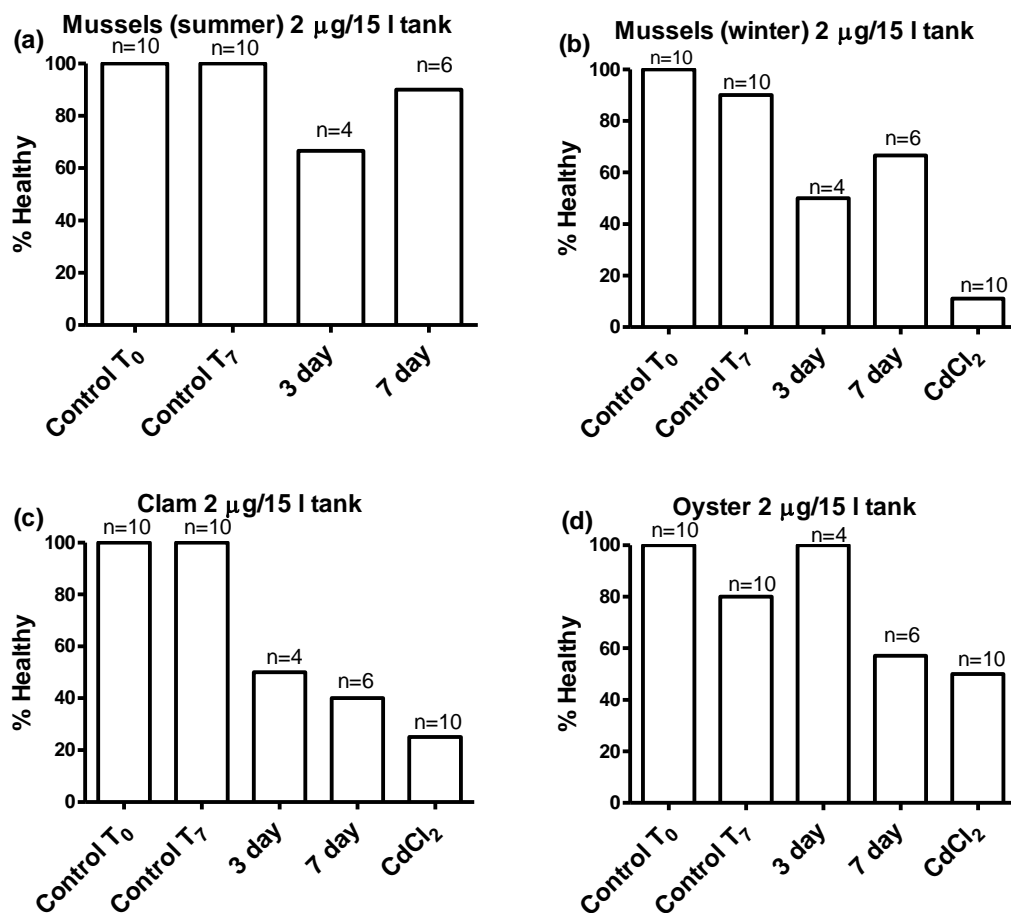 (a) Mussels (summer) 2 μg/15 l tank
n=10 n=10 n=4 n=6
100
80
60
40
20
0
% Healthy
Control T₀ Control T₇ 3 day 7 day
(b) Mussels (winter) 2 μg/15 l tank
n=10 n=10 n=4 n=6 n=10
100
80
60
40
20
0
% Healthy
Control T₀ Control T₇ 3 day 7 day CdCl₂
(c) Clam 2 μg/15 l tank
n=10 n=10 n=4 n=6 n=10
100
80
60
40
20
0
% Healthy
Control T₀ Control T₇ 3 day 7 day CdCl₂
(d) Oyster 2 μg/15 l tank
n=10 n=10 n=4 n=6 n=10
100
80
60
40
20
0
% Healthy
Control T₀ Control T₇ 3 day 7 day CdCl₂